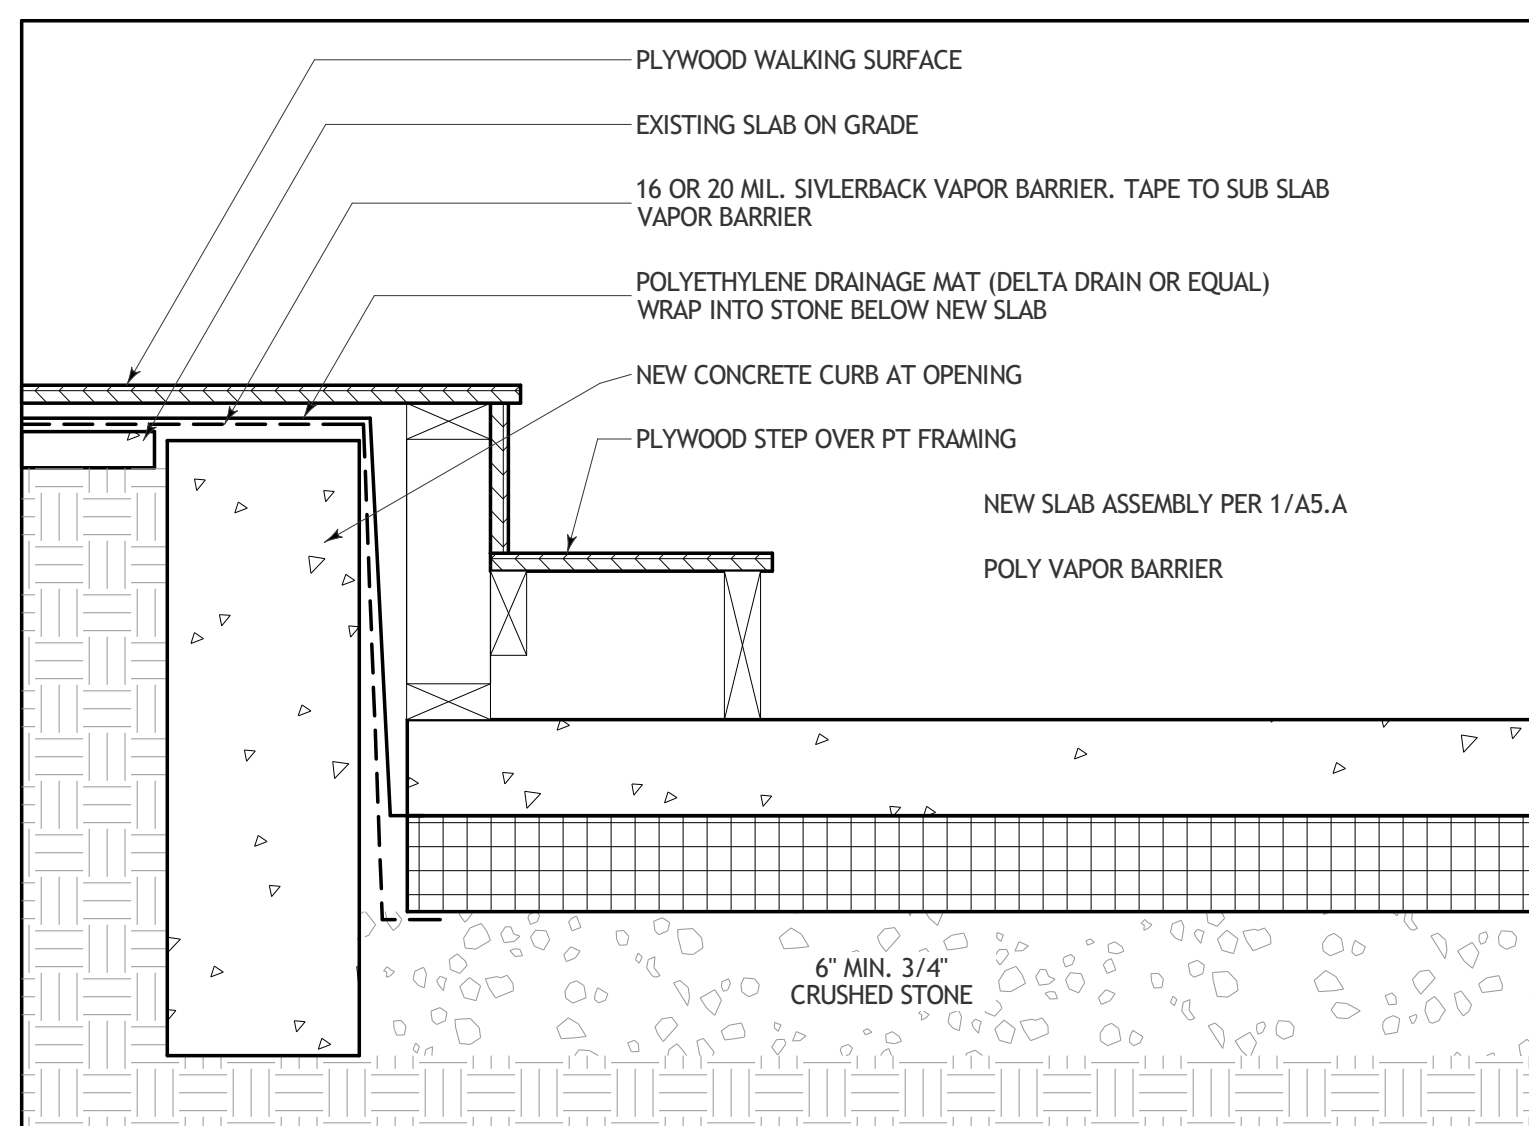 PLYWOOD WALKING SURFACE
EXISTING SLAB ON GRADE
16 OR 20 MIL. SIVLERBACK VAPOR BARRIER. TAPE TO SUB SLAB
VAPOR BARRIER
POLYETHYLENE DRAINAGE MAT (DELTA DRAIN OR EQUAL)
WRAP INTO STONE BELOW NEW SLAB
NEW CONCRETE CURB AT OPENING
PLYWOOD STEP OVER PT FRAMING
NEW SLAB ASSEMBLY PER 1/A5.A
POLY VAPOR BARRIER
6" MIN. 3/4"
CRUSHED STONE